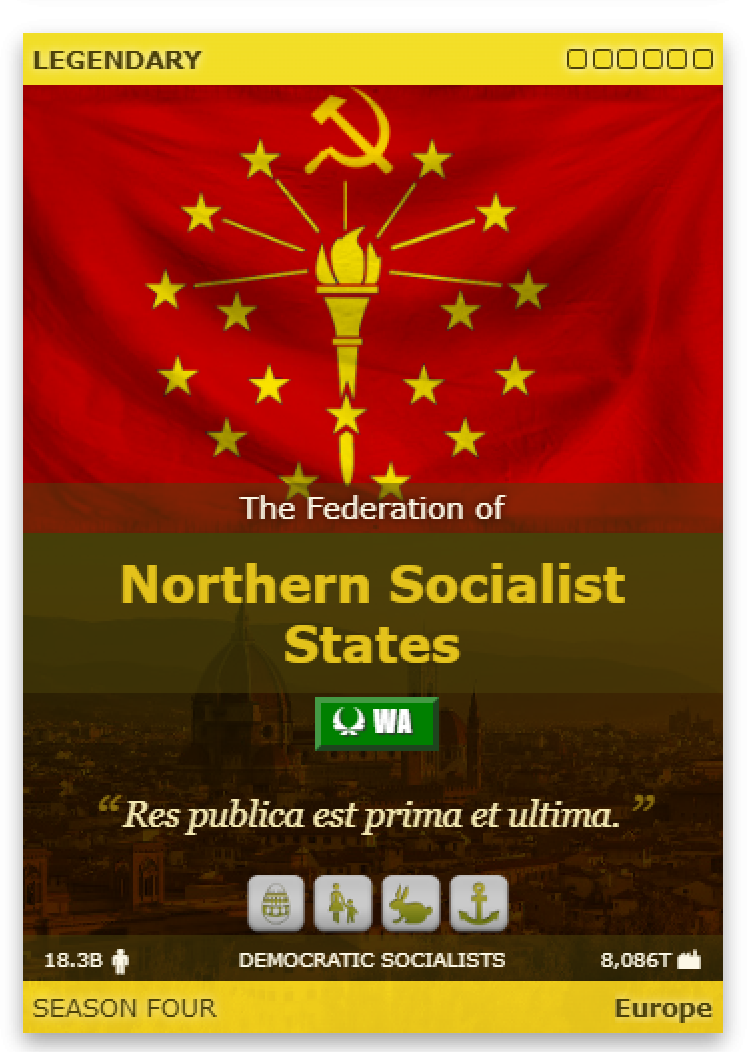 LEGENDARY
The Federation of
Northern Socialist
States
WA
“Res publica est prima et ultima.”
18.3B DEMOCRATIC SOCIALISTS 8,086T
SEASON FOUR Europe